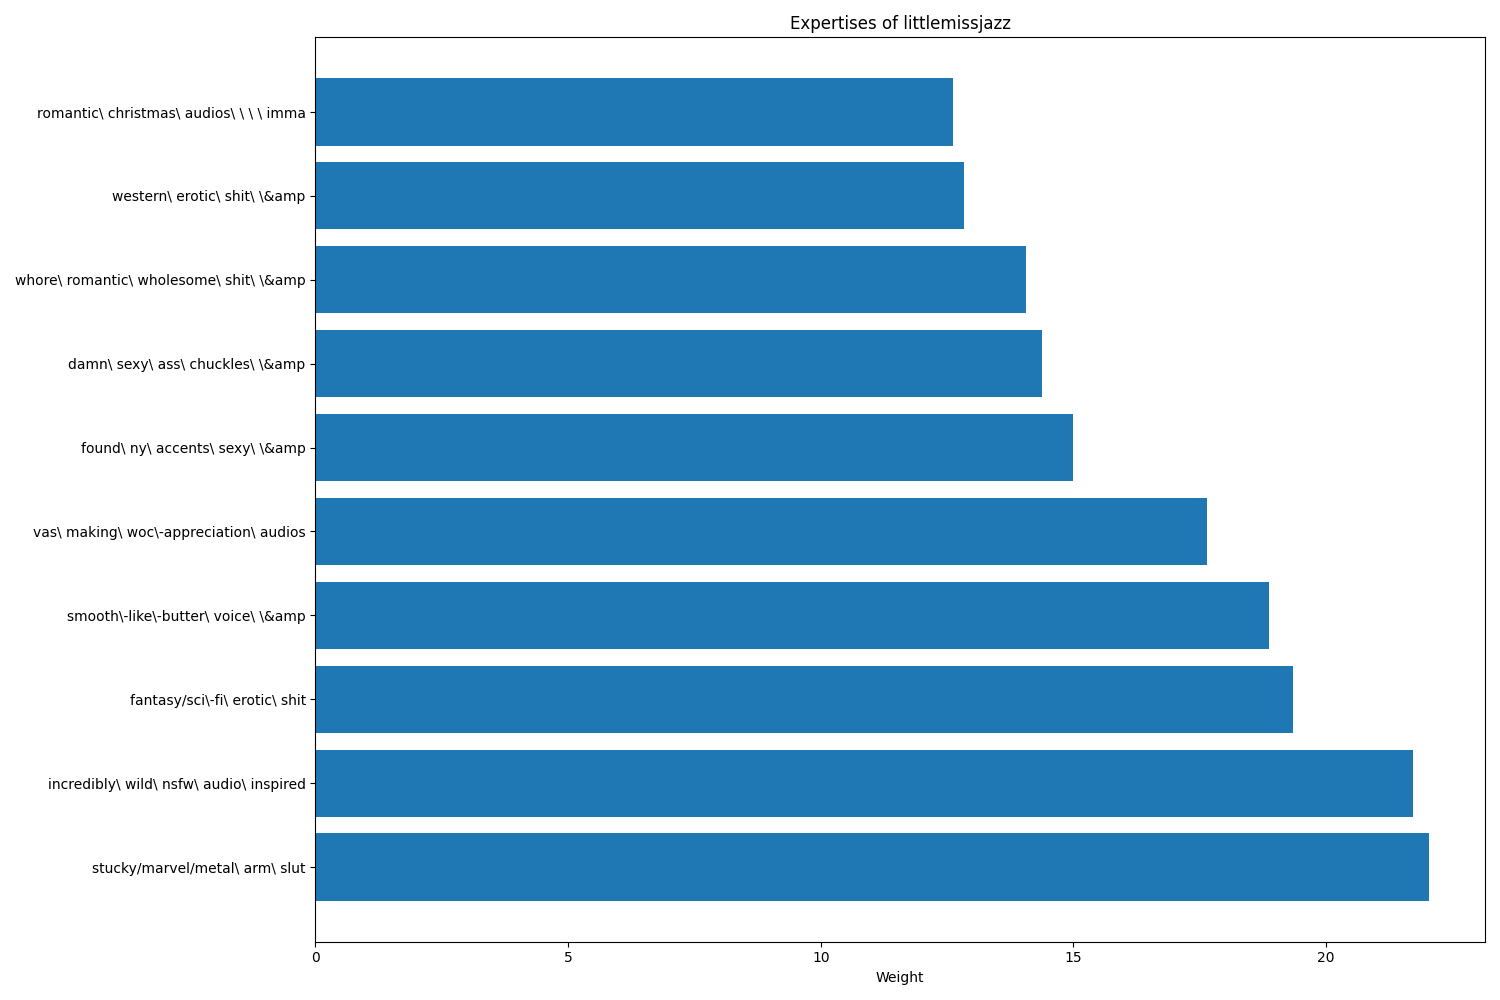 Expertises of littlemissjazz
romantic\ christmas\ audios\ \ \ \ imma
western\ erotic\ shit\ \&amp
whore\ romantic\ wholesome\ shit\ \&amp
damn\ sexy\ ass\ chuckles\ \&amp
found\ ny\ accents\ sexy\ \&amp
vas\ making\ woc\-appreciation\ audios
smooth\-like\-butter\ voice\ \&amp
fantasy/sci\-fi\ erotic\ shit
incredibly\ wild\ nsfw\ audio\ inspired
stucky/marvel/metal\ arm\ slut
0 5 10 15 20
Weight